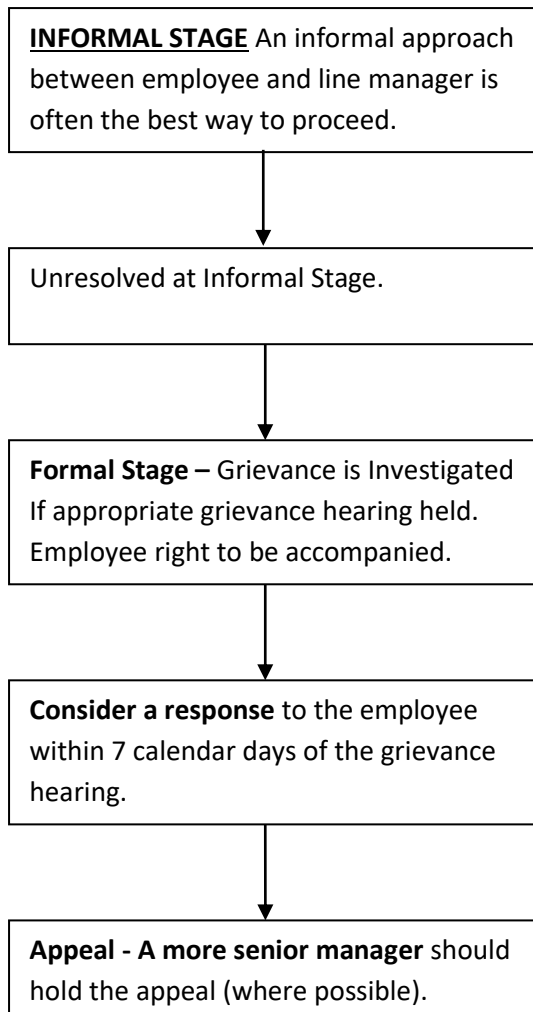 INFORMAL STAGE An informal approach
between employee and line manager is
often the best way to proceed.
Unresolved at Informal Stage.
Formal Stage – Grievance is Investigated
If appropriate grievance hearing held.
Employee right to be accompanied.
Consider a response to the employee
within 7 calendar days of the grievance
hearing.
Appeal - A more senior manager should
hold the appeal (where possible).